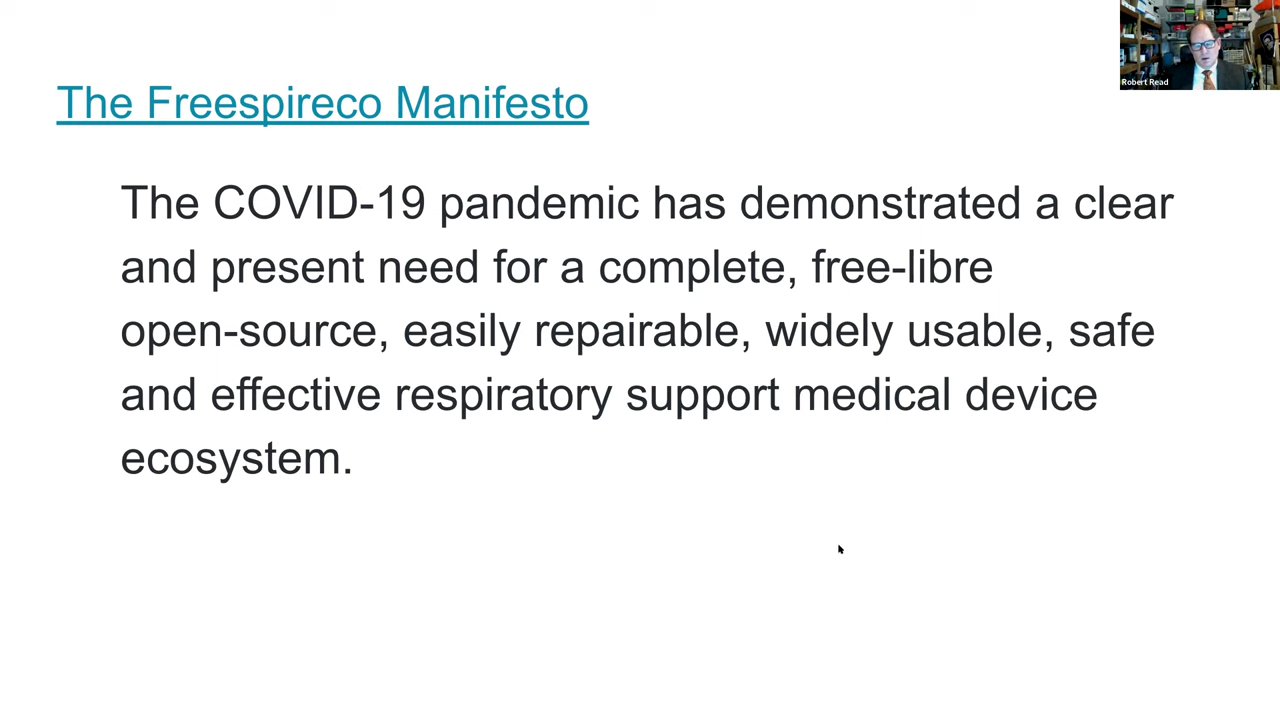 The Freespireco Manifesto
Robert Read
The COVID-19 pandemic has demonstrated a clear
and present need for a complete, free-libre
open-source, easily repairable, widely usable, safe
and effective respiratory support medical device
ecosystem.